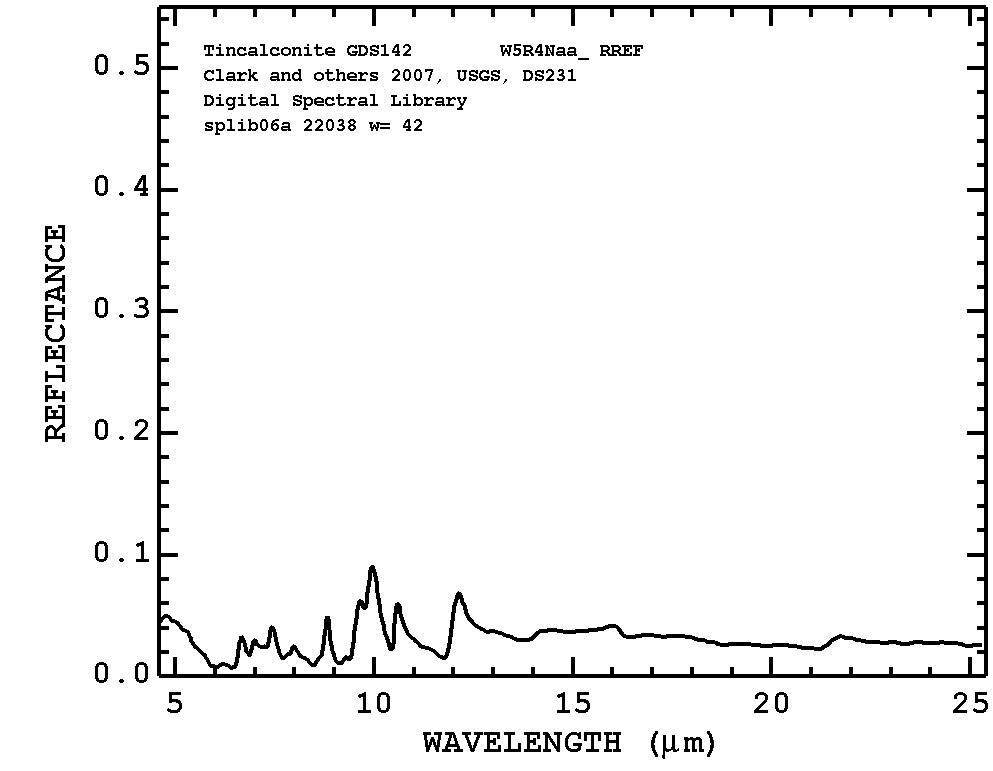 Tincalconite GDS142 W5R4Naa_ RREF
Clark and others 2007, USGS, DS231
Digital Spectral Library
splib06a 22038 w= 42
0.5
0.4
0.3
0.2
0.1
0.0
REFLECTANCE
5 10 15 20 25
WAVELENGTH (μm)